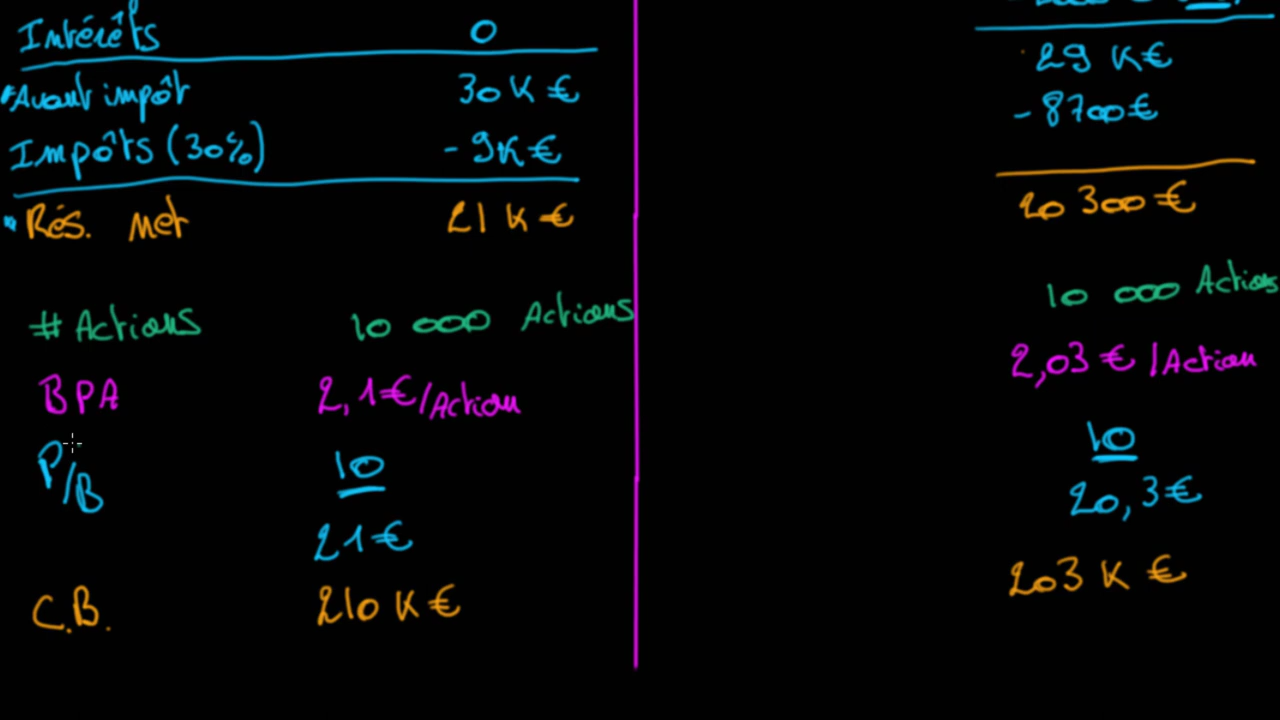 Intérêts 0
Avant impôt 30 K €
Impôts (30%) - 9K €
Rés. net 21 K €
# Actions 10 000 Actions
BPA 2,1€/Action
P/B 10
21€
C.B. 210 K €
29 K€
- 8700€
20 300€
10 000 Actions
2,03€ /Action
10
20,3€
203 K €